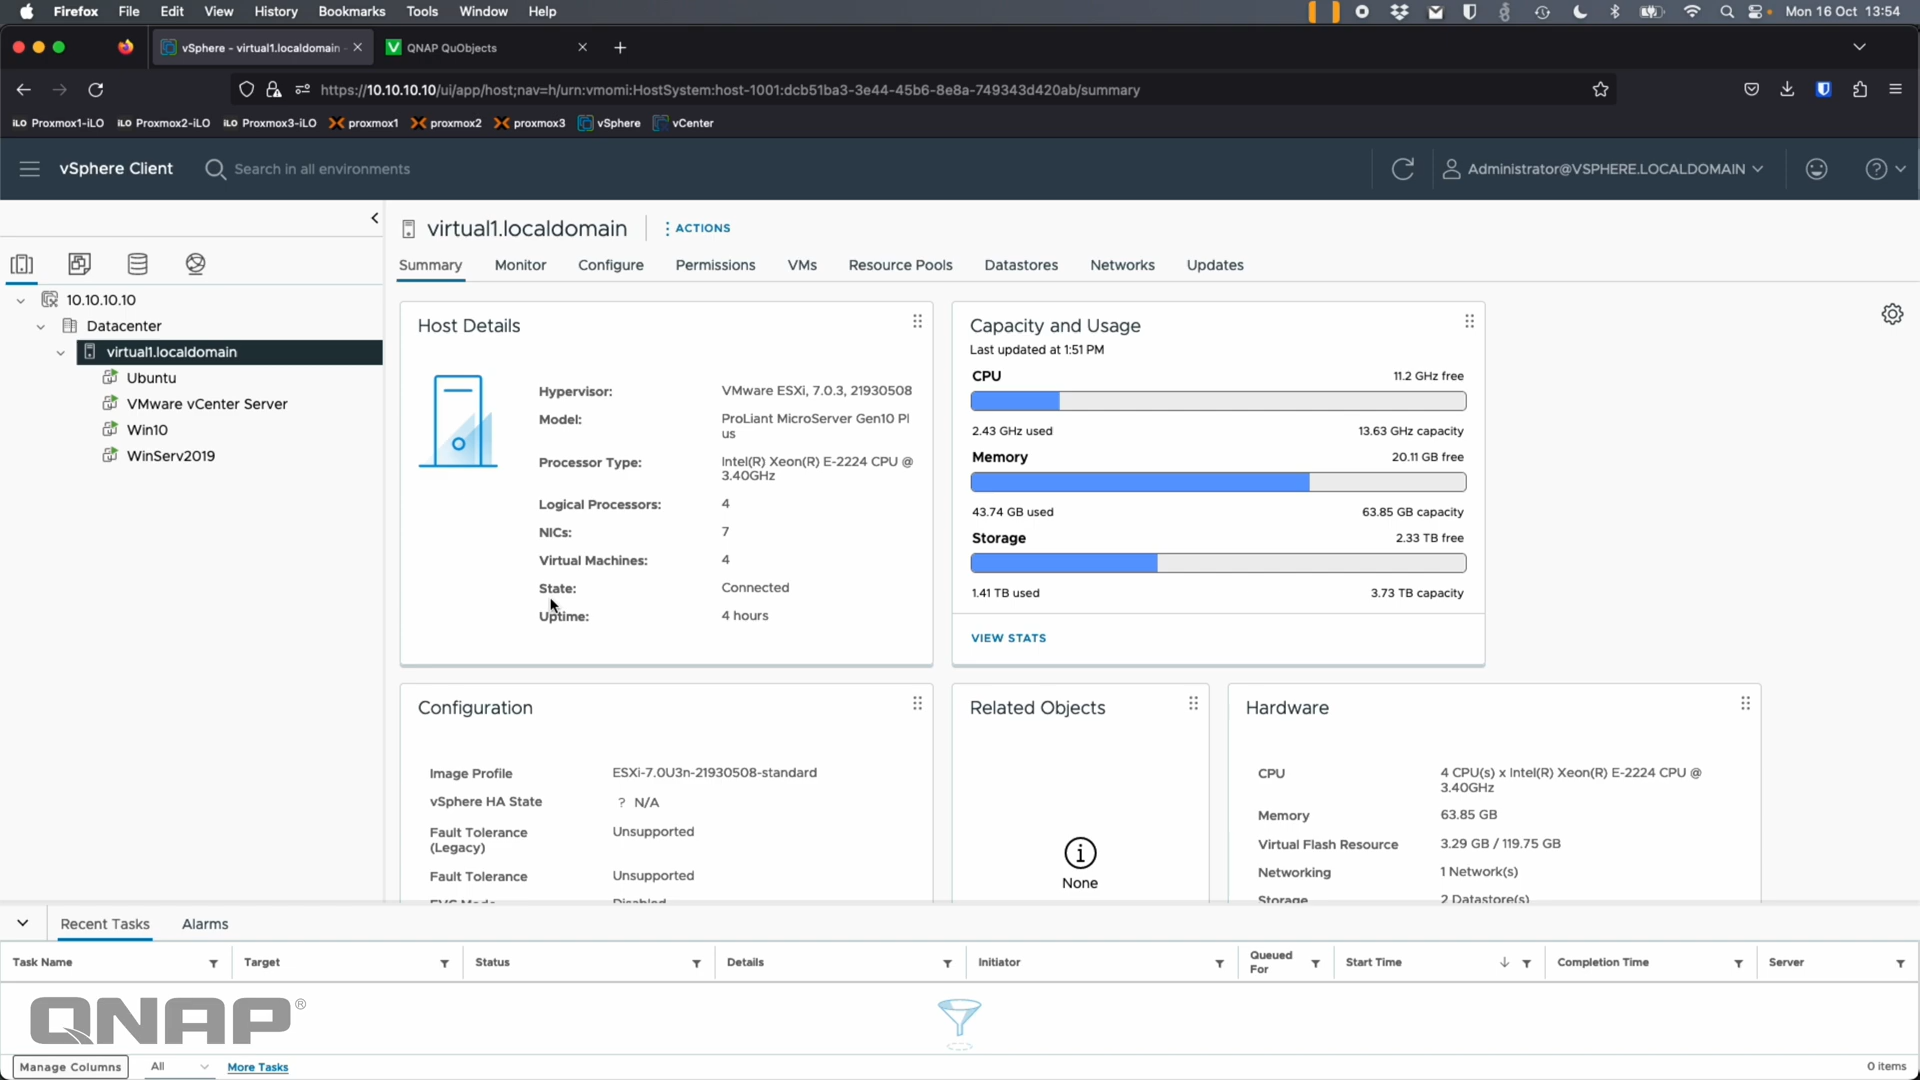 Firefox File Edit View History Bookmarks Tools Window Help Mon 16 Oct 13:54
vSphere - virtual1.localdomain - QNAP QuObjects
https://10.10.10.10/ui/app/host;nav=h/urn:vmomi:HostSystem:host-1001:dcb51ba3-3e44-45b6-8e8a-749343d420ab/summary
iLO Proxmox1-iLO iLO Proxmox2-iLO iLO Proxmox3-iLO proxmox1 proxmox2 proxmox3 vSphere vCenter
vSphere Client Search in all environments Administrator@VSPHERE.LOCALDOMAIN
virtual1.localdomain ACTIONS
Summary Monitor Configure Permissions VMs Resource Pools Datastores Networks Updates
10.10.10.10
Datacenter
virtual1.localdomain
Ubuntu
VMware vCenter Server
Win10
WinServ2019
Host Details
Hypervisor: VMware ESXi, 7.0.3, 21930508
Model: ProLiant MicroServer Gen10 Pl
us
Processor Type: Intel(R) Xeon(R) E-2224 CPU @
3.40GHz
Logical Processors: 4
NICs: 7
Virtual Machines: 4
State: Connected
Uptime: 4 hours
Capacity and Usage
Last updated at 1:51 PM
CPU 11.2 GHz free
2.43 GHz used 13.63 GHz capacity
Memory 20.11 GB free
43.74 GB used 63.85 GB capacity
Storage 2.33 TB free
1.41 TB used 3.73 TB capacity
VIEW STATS
Configuration
Image Profile ESXi-7.0U3n-21930508-standard
vSphere HA State ? N/A
Fault Tolerance Unsupported
(Legacy)
Fault Tolerance Unsupported
EVC Mode Disabled
Related Objects
None
Hardware
CPU 4 CPU(s) x Intel(R) Xeon(R) E-2224 CPU @
3.40GHz
Memory 63.85 GB
Virtual Flash Resource 3.29 GB / 119.75 GB
Networking 1 Network(s)
Storage 2 Datastore(s)
Recent Tasks Alarms
Task Name Target Status Details Initiator Queued For Start Time Completion Time Server
QNAP®
Manage Columns All More Tasks 0 items